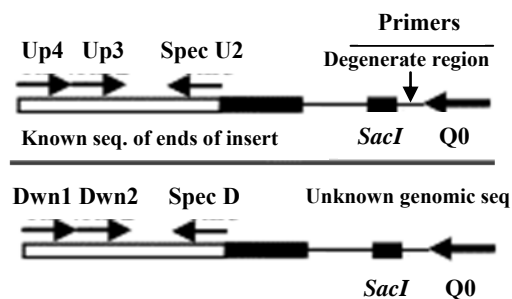 Primers
Up4 Up3 Spec U2 Degenerate region
Known seq. of ends of insert SacI Q0
Dwn1 Dwn2 Spec D Unknown genomic seq
SacI Q0